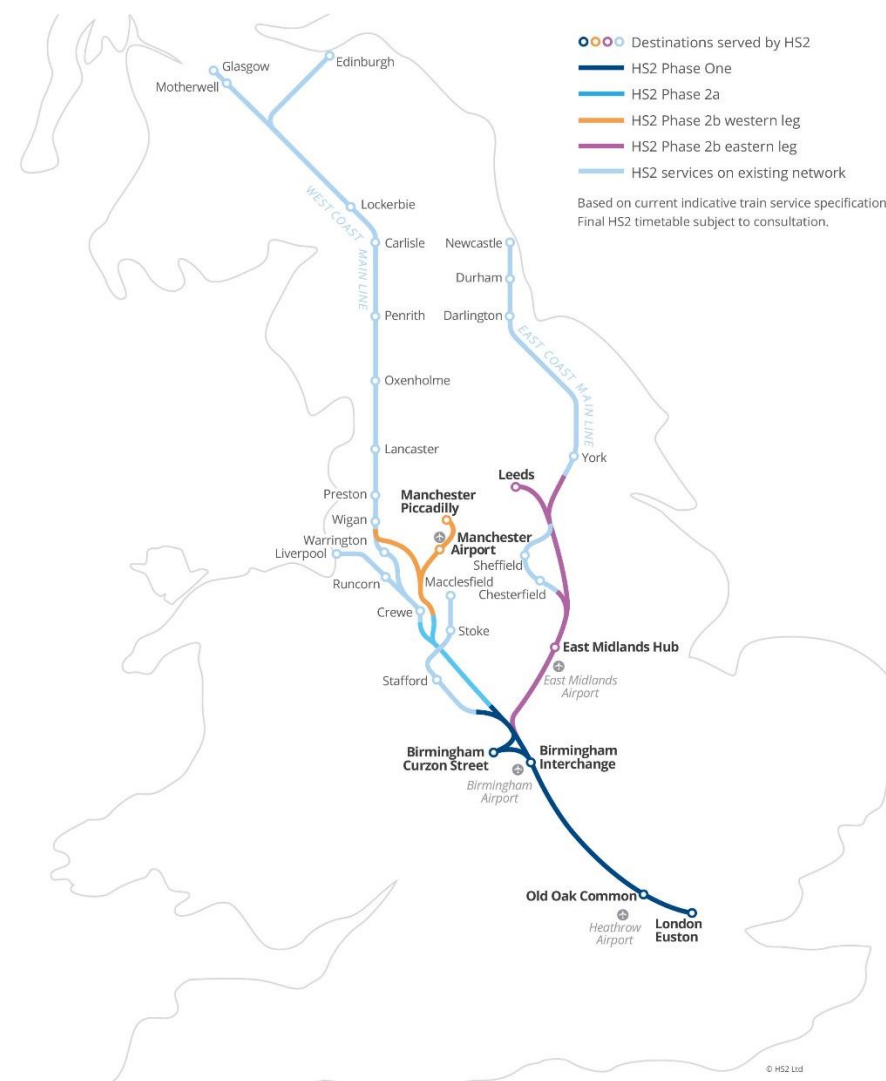 Destinations served by HS2
HS2 Phase One
HS2 Phase 2a
HS2 Phase 2b western leg
HS2 Phase 2b eastern leg
HS2 services on existing network
Based on current indicative train service specification
Final HS2 timetable subject to consultation.
Glasgow
Edinburgh
Motherwell
WEST COAST MAIN LINE
Lockerbie
Carlisle
Newcastle
Durham
Penrith
Darlington
EAST COAST MAIN LINE
Oxenholme
Lancaster
York
Leeds
Preston
Manchester
Piccadilly
Wigan
Warrington
Manchester
Airport
Liverpool
Sheffield
Runcorn
Macclesfield
Chesterfield
Crewe
Stoke
East Midlands Hub
Stafford
East Midlands
Airport
Birmingham
Curzon Street
Birmingham
Interchange
Birmingham
Airport
Old Oak Common
London
Euston
Heathrow
Airport
© HS2 Ltd